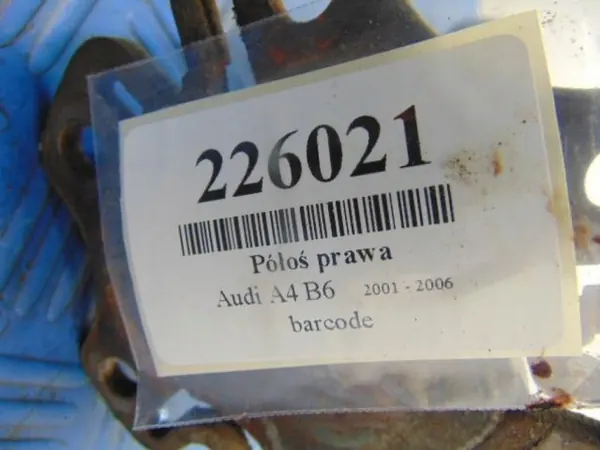 226021
Półoś prawa
Audi A4 B6 2001 - 2006
barcode